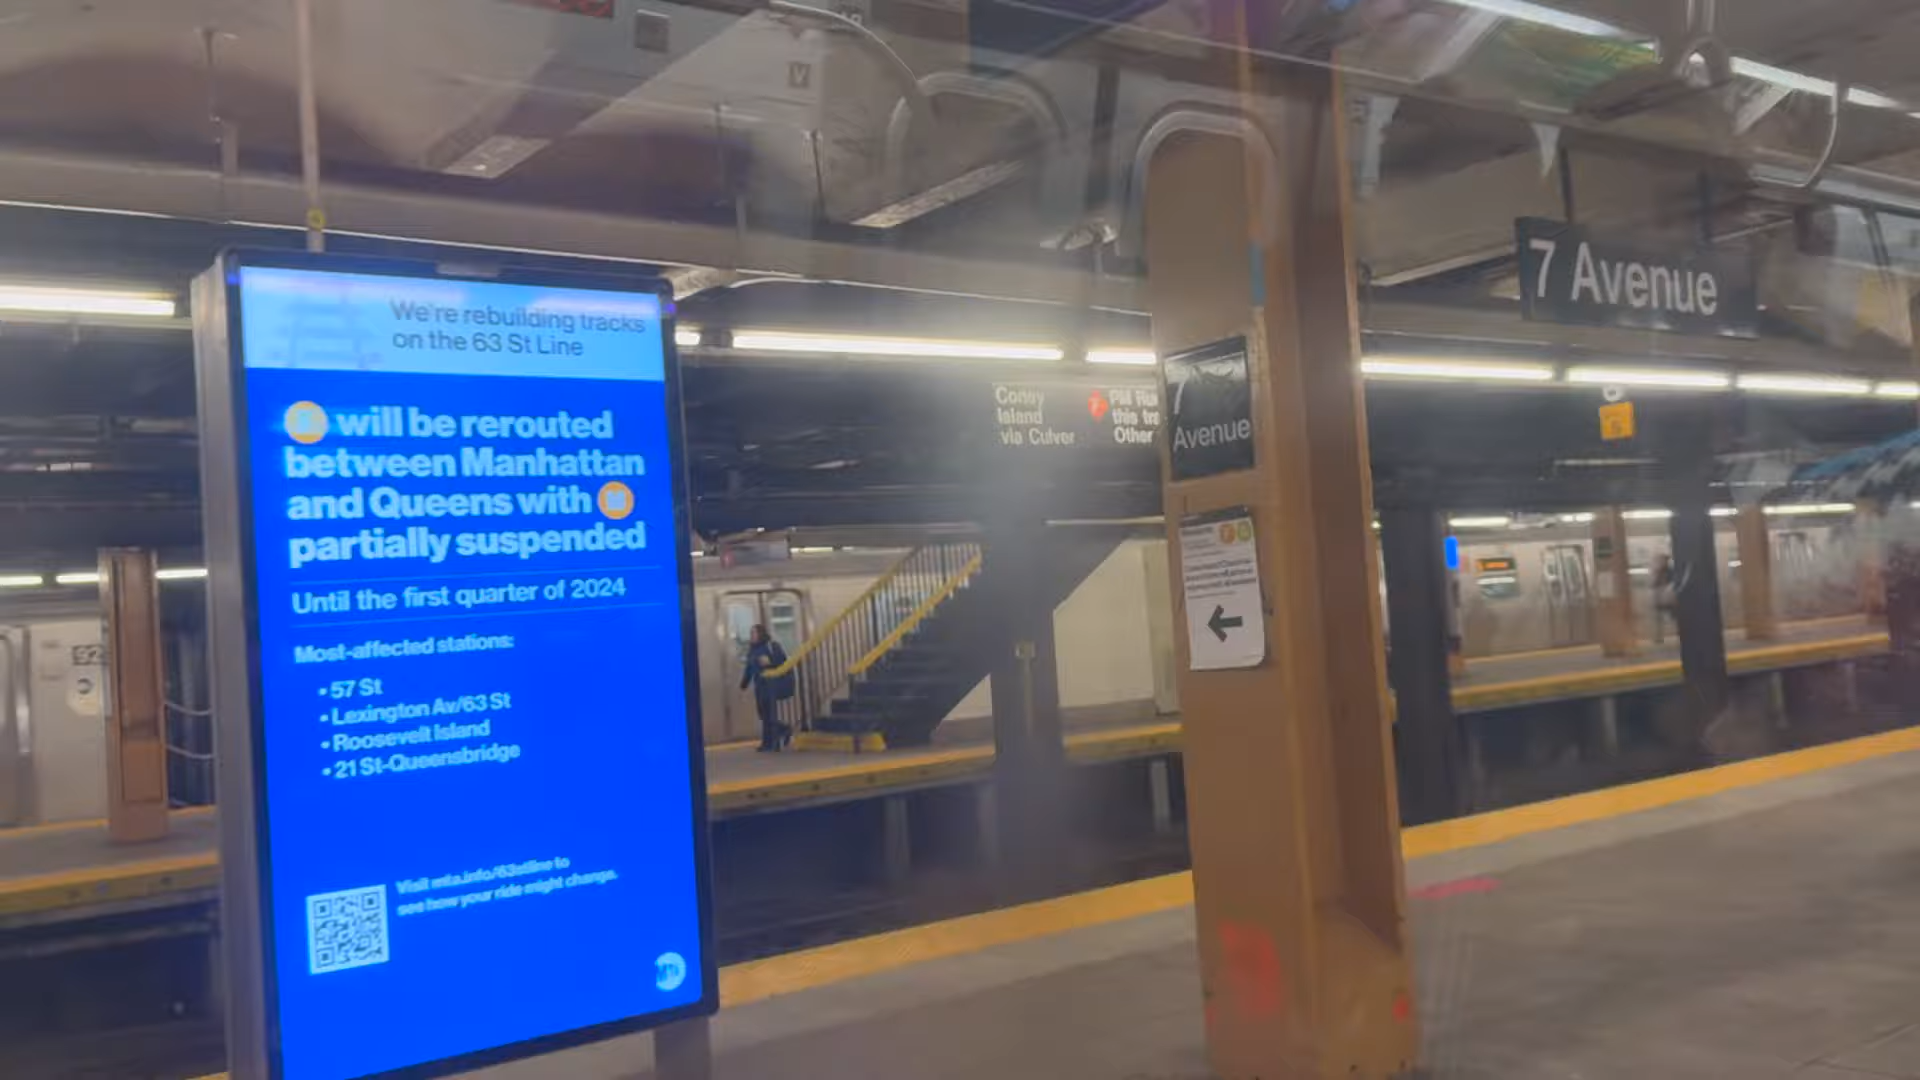 We're rebuilding tracks
on the 63 St Line
will be rerouted
between Manhattan
and Queens with M
partially suspended
Until the first quarter of 2024
Most-affected stations:
• 57 St
• Lexington Av/63 St
• Roosevelt Island
• 21 St-Queensbridge
Visit mta.info/63stline to
see how your ride might change.
Coney
Island
via Culver
PM
this
Other
7
Avenue
7 Avenue